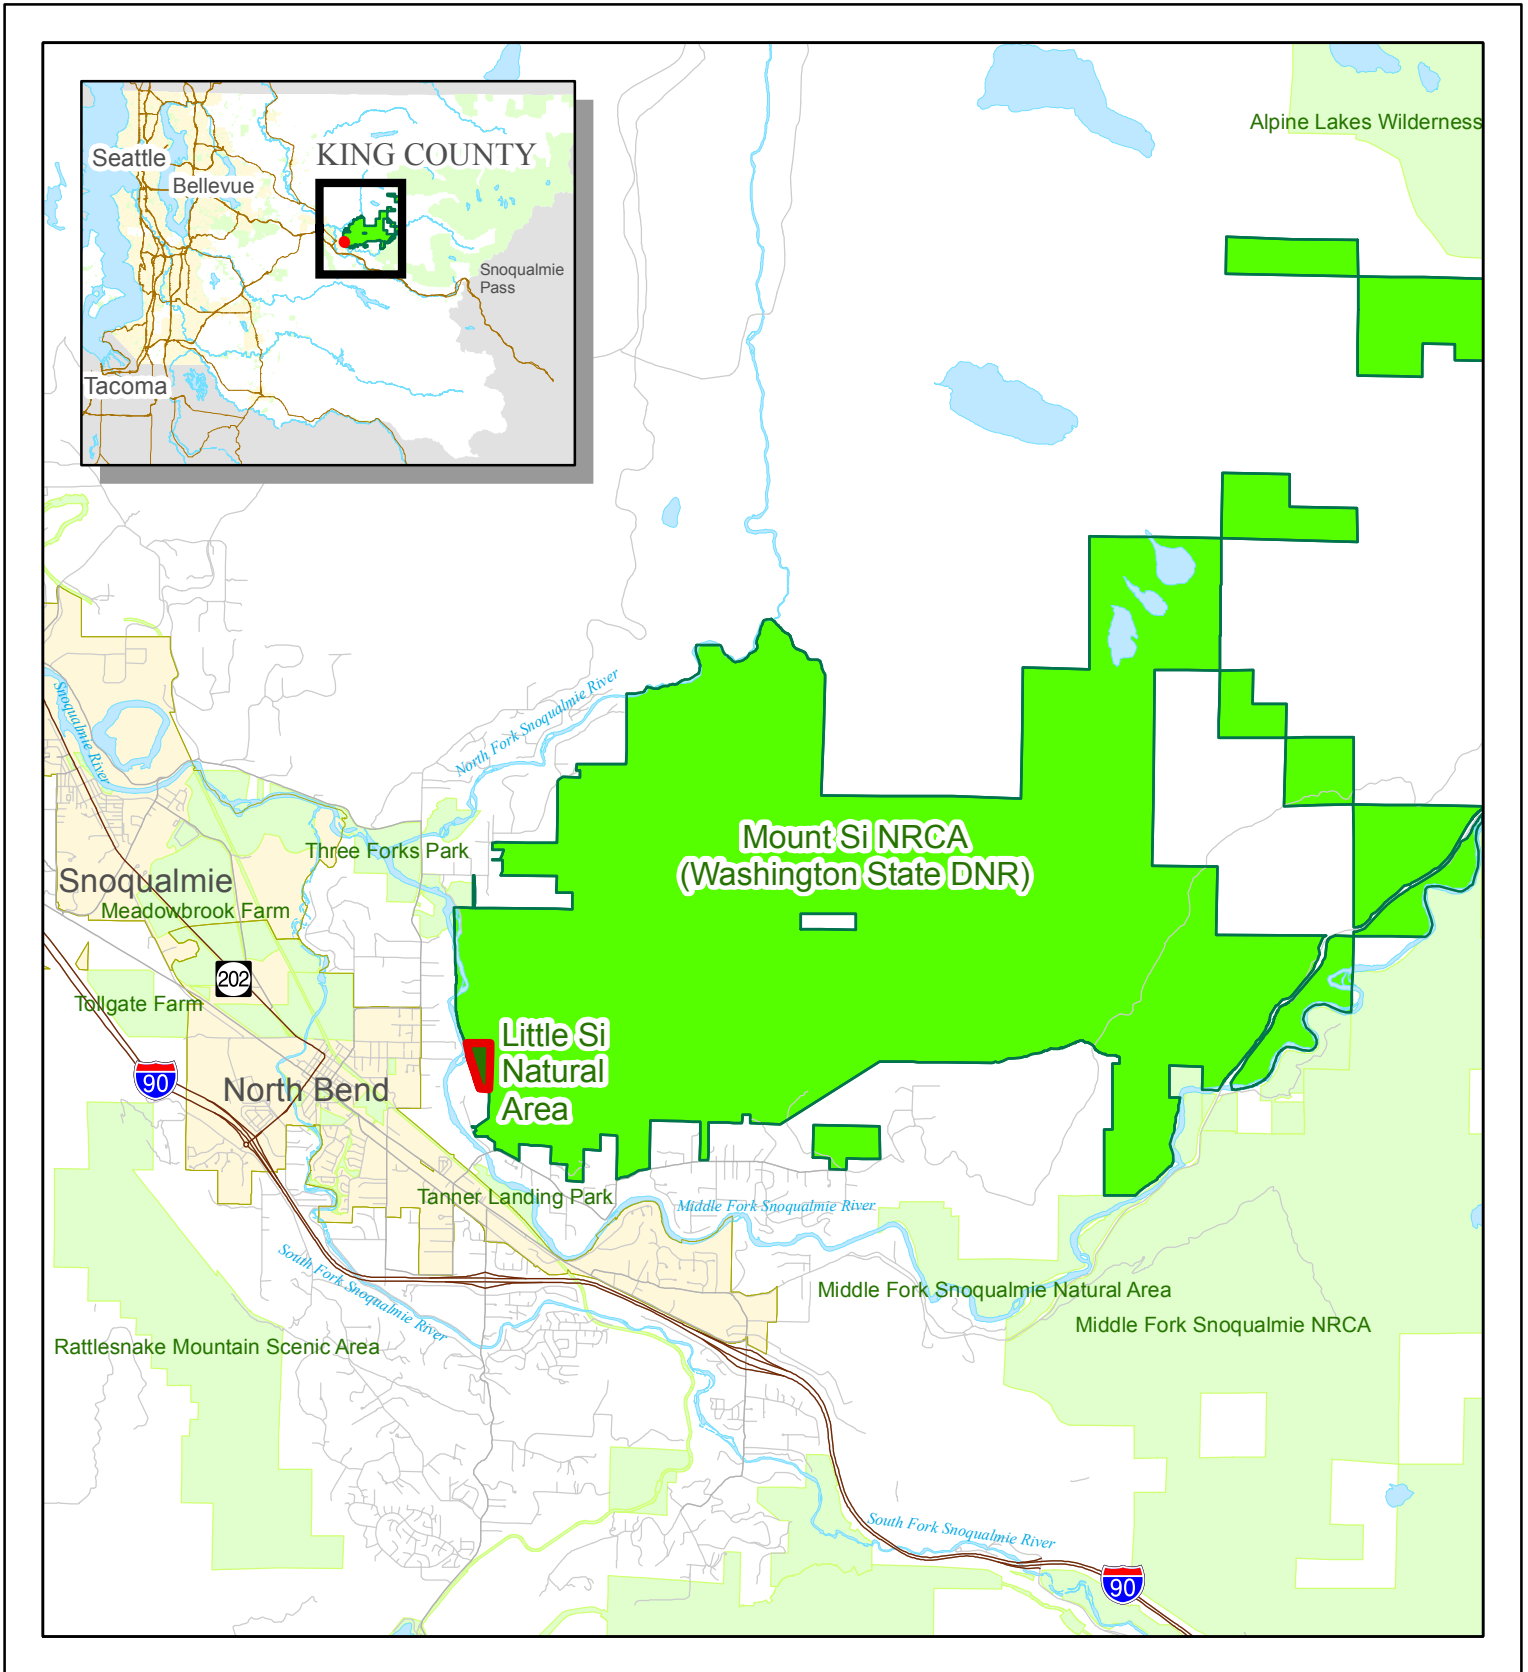 Alpine Lakes Wilderness
KING COUNTY
Seattle
Bellevue
Snoqualmie
Pass
Tacoma
Snoqualmie River
North Fork Snoqualmie River
Mount Si NRCA
(Washington State DNR)
Three Forks Park
Snoqualmie
Meadowbrook Farm
202
Tollgate Farm
Little Si
Natural
Area
90
North Bend
Tanner Landing Park
Middle Fork Snoqualmie River
South Fork Snoqualmie River
Middle Fork Snoqualmie Natural Area
Middle Fork Snoqualmie NRCA
Rattlesnake Mountain Scenic Area
South Fork Snoqualmie River
90